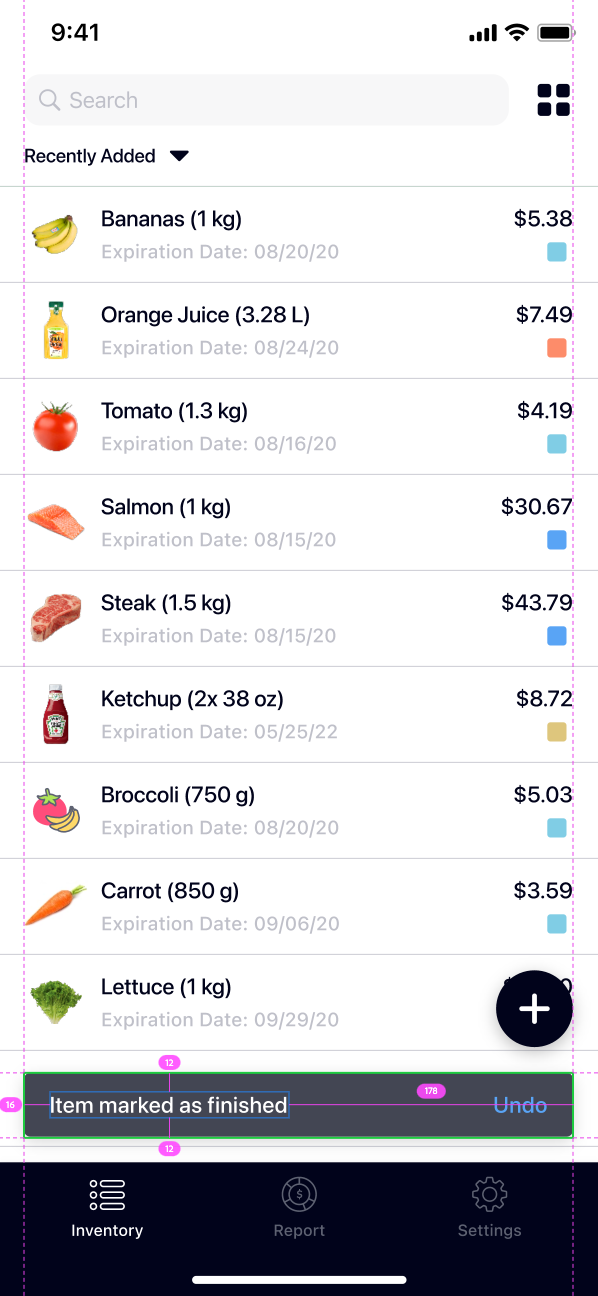 9:41
Search
Recently Added
Bananas (1 kg)
$5.38
Expiration Date: 08/20/20
Orange Juice (3.28 L)
$7.49
Expiration Date: 08/24/20
Tomato (1.3 kg)
$4.19
Expiration Date: 08/16/20
Salmon (1 kg)
$30.67
Expiration Date: 08/15/20
Steak (1.5 kg)
$43.79
Expiration Date: 08/15/20
Ketchup (2x 38 oz)
$8.72
Expiration Date: 05/25/22
Broccoli (750 g)
$5.03
Expiration Date: 08/20/20
Carrot (850 g)
$3.59
Expiration Date: 09/06/20
Lettuce (1 kg)
Expiration Date: 09/29/20
12
178
16
Item marked as finished
Undo
12
Inventory
Report
Settings